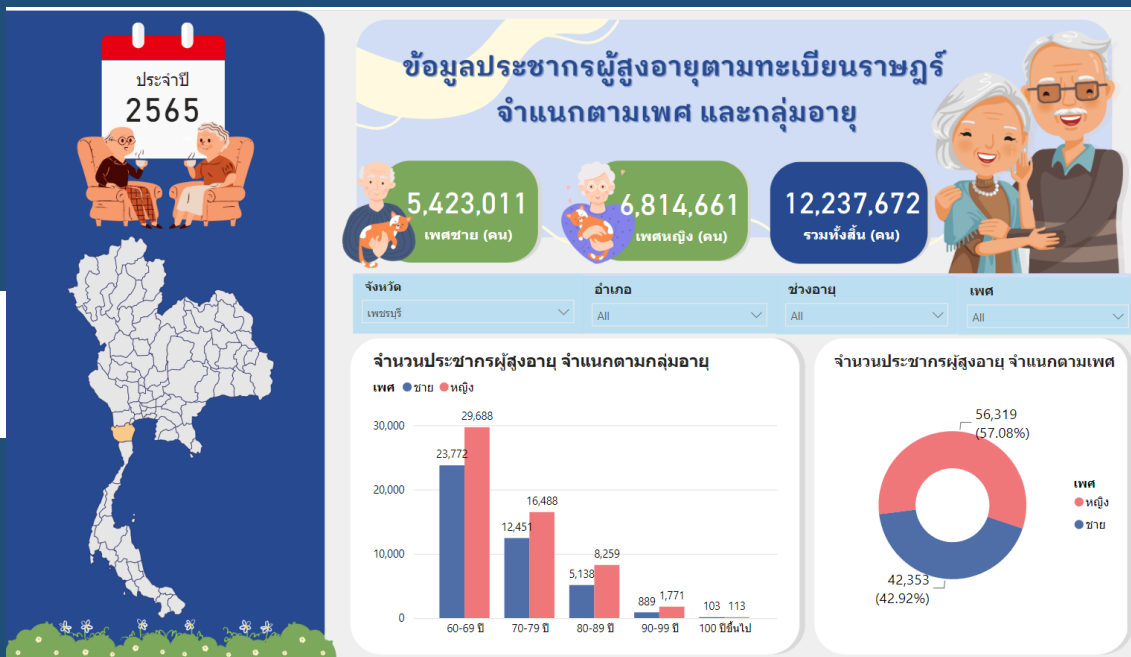 ประจำปี
2565
ข้อมูลประชากรผู้สูงอายุตามทะเบียนราษฎร์
จำแนกตามเพศ และกลุ่มอายุ
5,423,011
เพศชาย (คน)
6,814,661
เพศหญิง (คน)
12,237,672
รวมทั้งสิ้น (คน)
จังหวัด
เพชรบุรี
อำเภอ
All
ช่วงอายุ
All
เพศ
All
จำนวนประชากรผู้สูงอายุ จำแนกตามกลุ่มอายุ
เพศ ชาย หญิง
30,000
20,000
10,000
0
23,772
29,688
12,451
16,488
5,138
8,259
889
1,771
103
113
60-69 ปี
70-79 ปี
80-89 ปี
90-99 ปี
100 ปีขึ้นไป
จำนวนประชากรผู้สูงอายุ จำแนกตามเพศ
56,319
(57.08%)
42,353
(42.92%)
เพศ
หญิง
ชาย